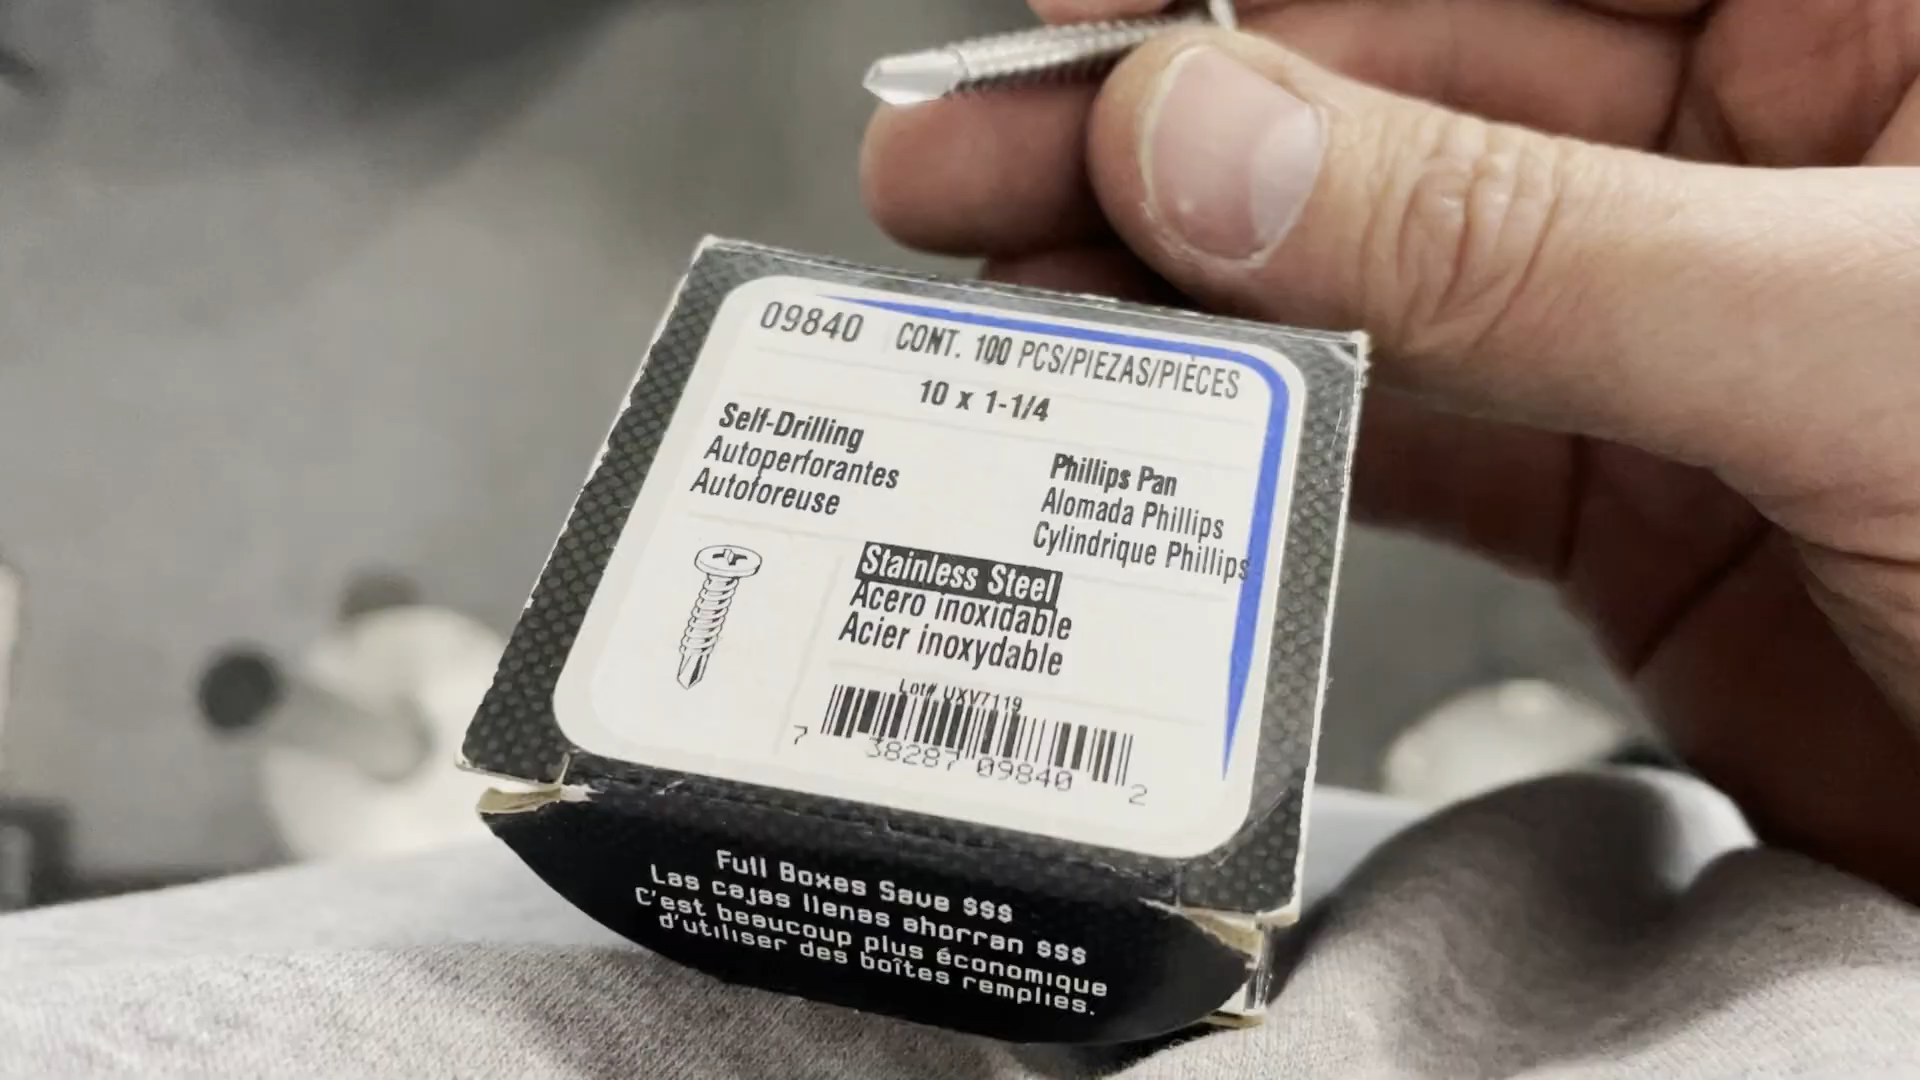 09840 CONT. 100 PCS/PIEZAS/PIÈCES
10 x 1-1/4
Self-Drilling
Autoperforantes
Autoforeuse
Phillips Pan
Alomada Phillips
Cylindrique Phillips
Stainless Steel
Acero inoxidable
Acier inoxydable
Lot# UXV7119
7 38287 09840 2
Full Boxes Save $$$
Las cajas llenas ahorran $$$
C'est beaucoup plus économique
d'utiliser des boîtes remplies.